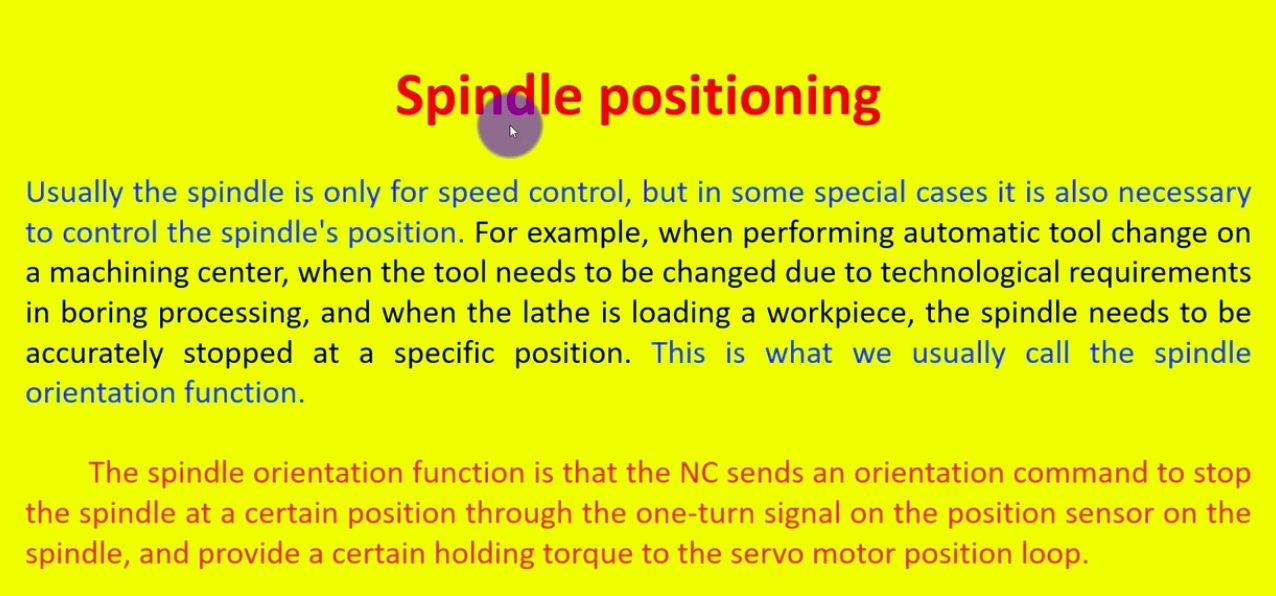 Spindle positioning
Usually the spindle is only for speed control, but in some special cases it is also necessary
to control the spindle's position. For example, when performing automatic tool change on
a machining center, when the tool needs to be changed due to technological requirements
in boring processing, and when the lathe is loading a workpiece, the spindle needs to be
accurately stopped at a specific position. This is what we usually call the spindle
orientation function.
The spindle orientation function is that the NC sends an orientation command to stop
the spindle at a certain position through the one-turn signal on the position sensor on the
spindle, and provide a certain holding torque to the servo motor position loop.